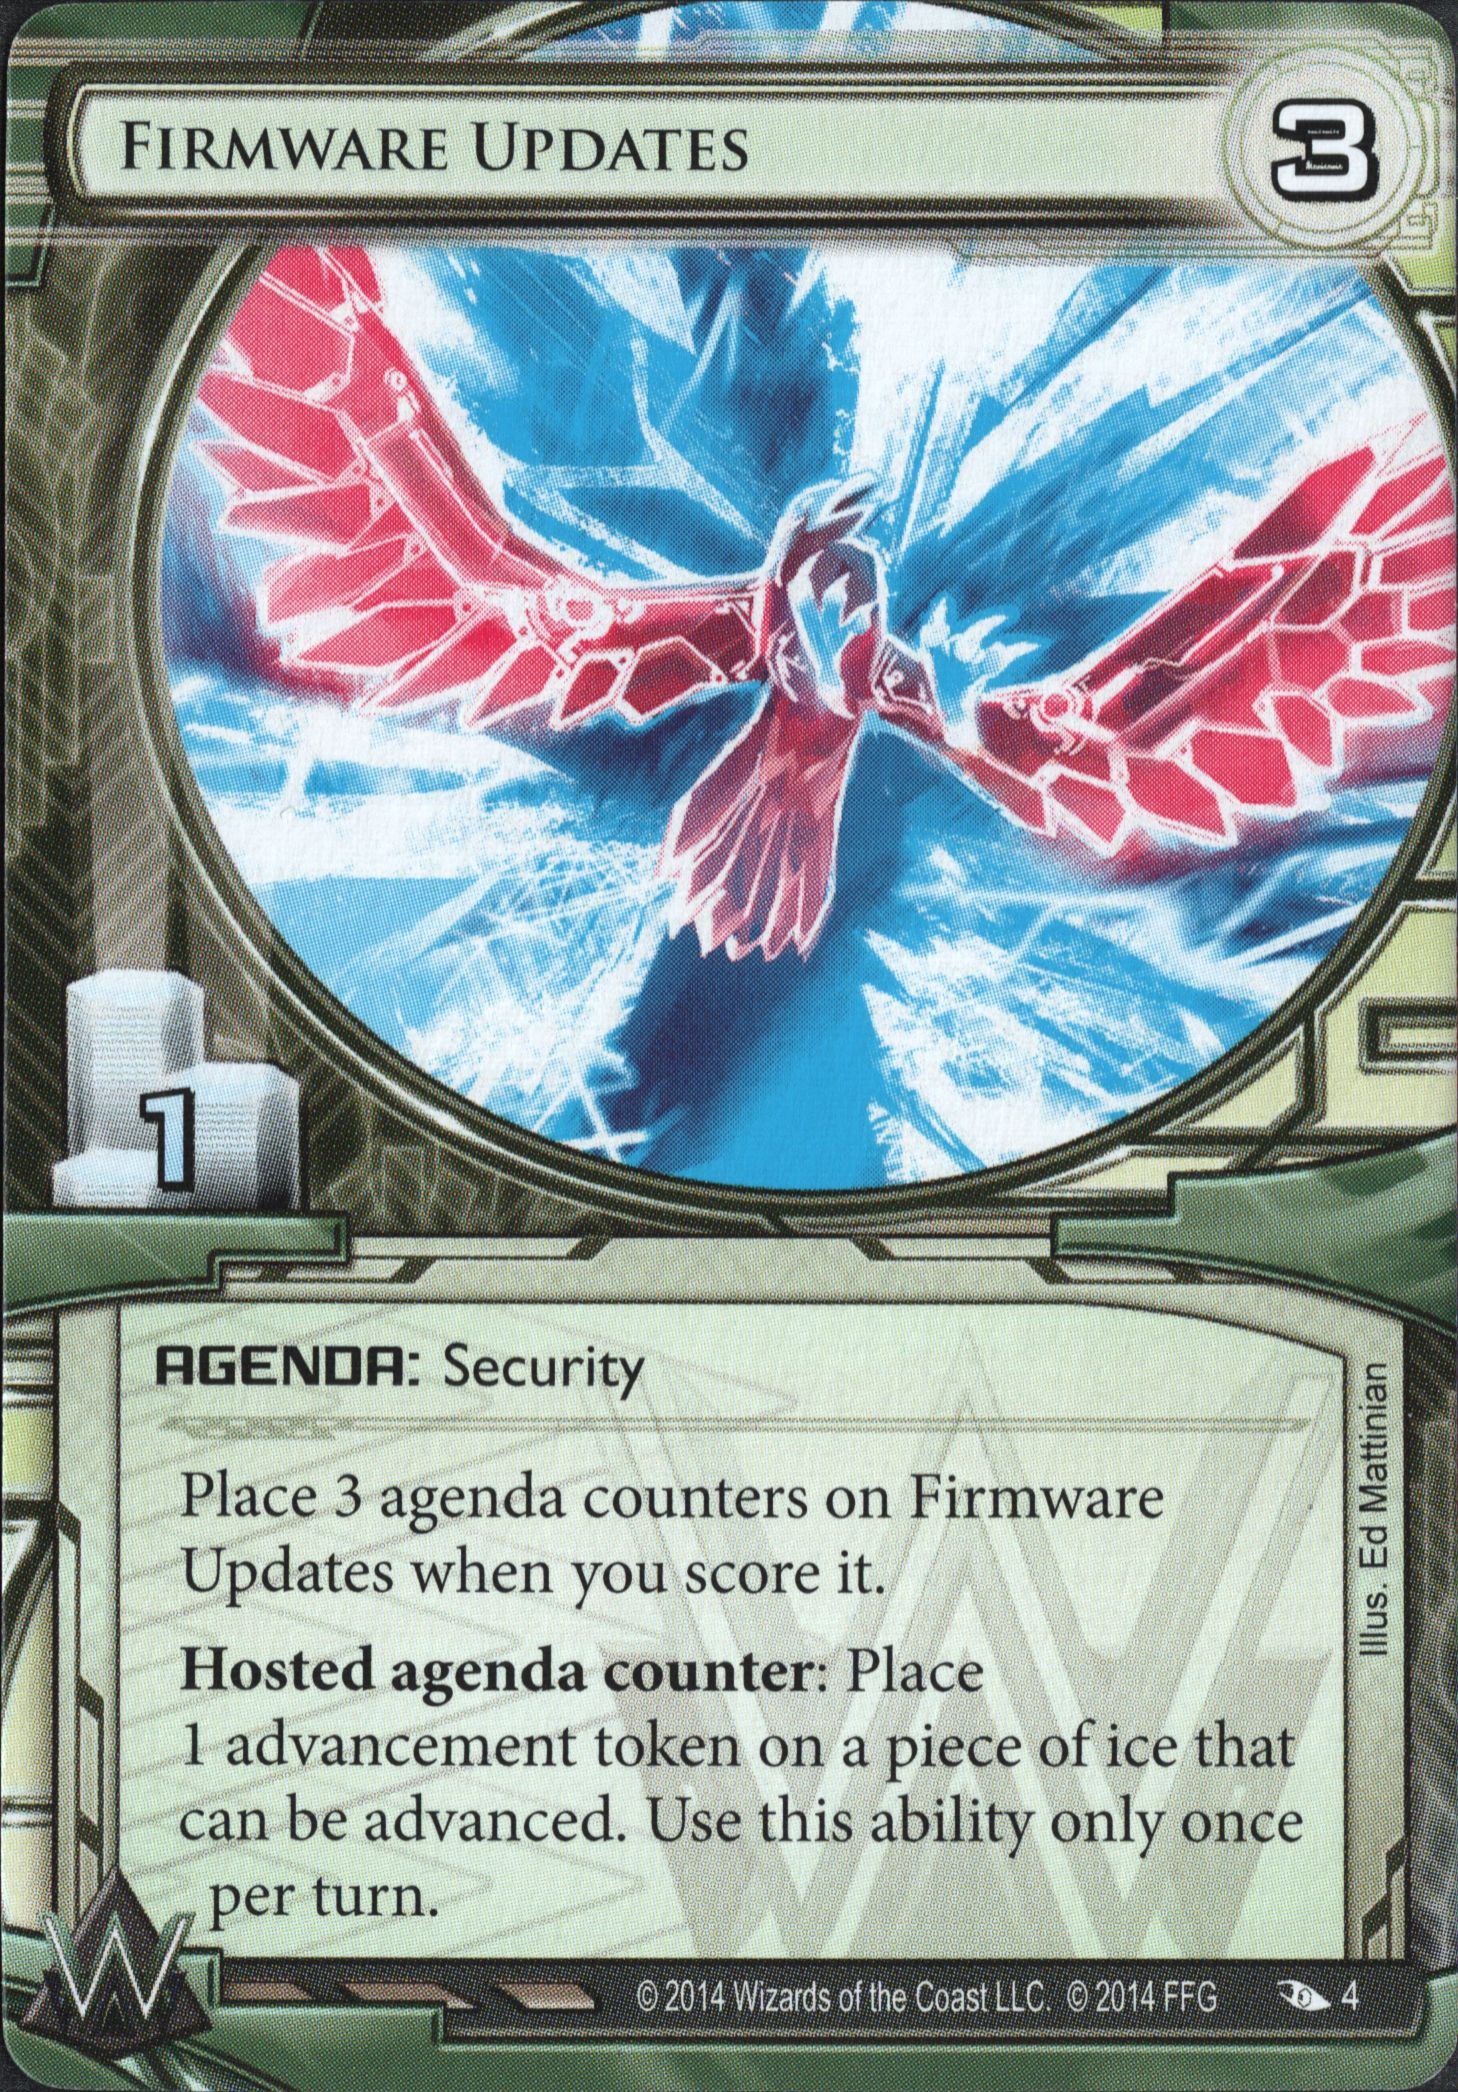 Firmware Updates
3
1
AGENDA: Security
Place 3 agenda counters on Firmware
Updates when you score it.
Hosted agenda counter: Place
1 advancement token on a piece of ice that
can be advanced. Use this ability only once
per turn.
Illus. Ed Mattinian
W
© 2014 Wizards of the Coast LLC. © 2014 FFG
4